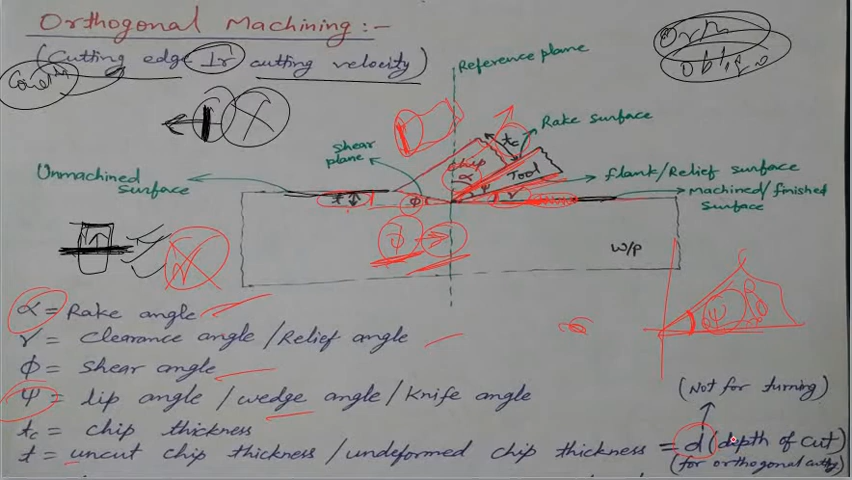 Orthogonal Machining :-
(Cutting edge ⊥r cutting velocity)
Reference plane
Rake surface
shear
plane
tc
chip
α
Tool
ψ
γ
flank/Relief surface
Unmachined
surface
t
ϕ
machined/finished
surface
ψ
W/P
ψ
α = Rake angle
γ = Clearance angle /Relief angle
ϕ = shear angle
ψ = lip angle /wedge angle /Knife angle
tc = chip thickness
t = uncut chip thickness /undeformed chip thickness = d (depth of cut)
(Not for turning)
(for orthogonal cutting)